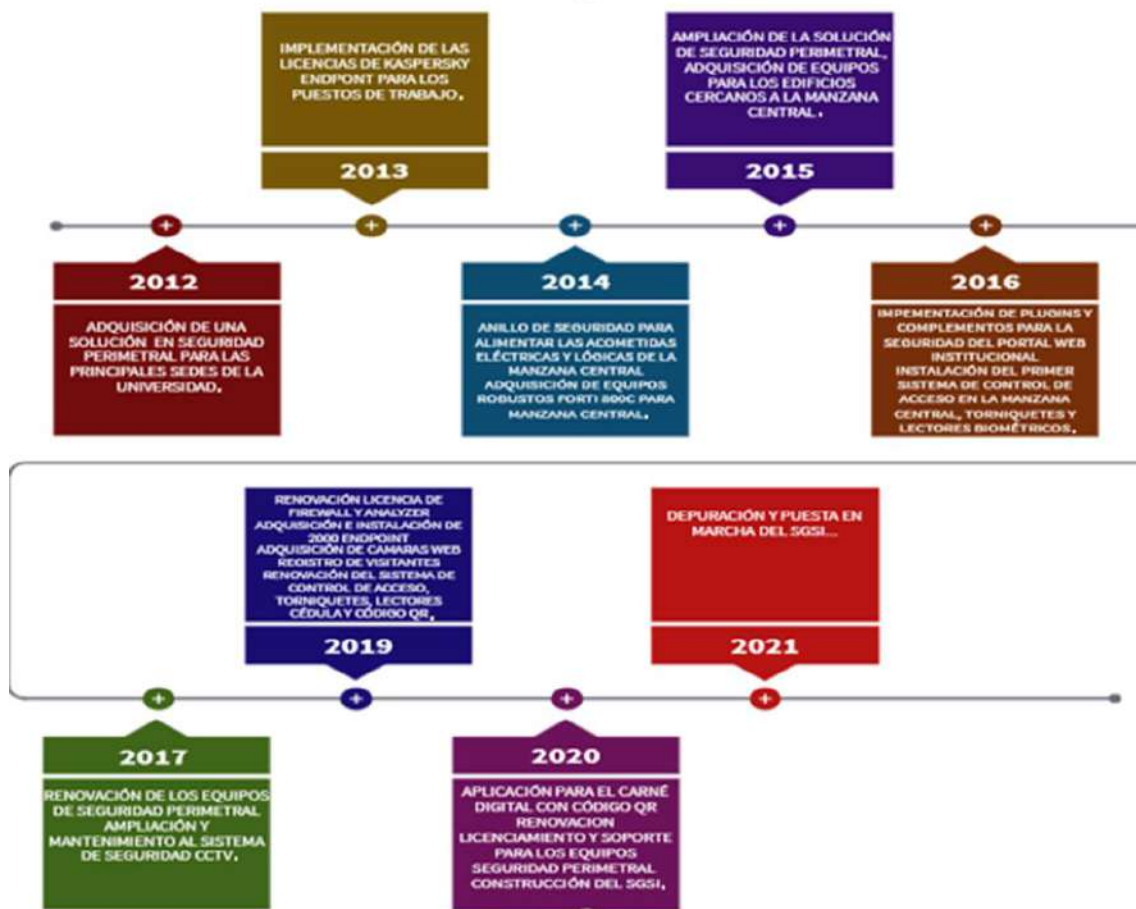 IMPLEMENTACIÓN DE LAS
LICENCIAS DE KASPERSKY
ENDPONT PARA LOS
PUESTOS DE TRABAJO.
2013
AMPLIACIÓN DE LA SOLUCIÓN
DE SEGURIDAD PERIMETRAL,
ADQUISICIÓN DE EQUIPOS
PARA LOS EDIFICIOS
CERCANOS A LA MANZANA
CENTRAL.
2015
2012
ADQUISICIÓN DE UNA
SOLUCIÓN EN SEGURIDAD
PERIMETRAL PARA LAS
PRINCIPALES SEDES DE LA
UNIVERSIDAD.
2014
ANILLO DE SEGURIDAD PARA
ALIMENTAR LAS ACOMETIDAS
ELÉCTRICAS Y LÓGICAS DE LA
MANZANA CENTRAL
ADQUISICIÓN DE EQUIPOS
ROBUSTOS FORTI 800C PARA
MANZANA CENTRAL.
2016
IMPEMENTACIÓN DE PLUGINS Y
COMPLEMENTOS PARA LA
SEGURIDAD DEL PORTAL WEB
INSTITUCIONAL
INSTALACIÓN DEL PRIMER
SISTEMA DE CONTROL DE
ACCESO EN LA MANZANA
CENTRAL, TORNIQUETES Y
LECTORES BIOMÉTRICOS.
RENOVACIÓN LICENCIA DE
FIREWALL Y ANALYZER
ADQUISICIÓN E INSTALACIÓN DE
2000 ENDPOINT
ADQUISICIÓN DE CAMARAS WEB
REGISTRO DE VISITANTES
RENOVACIÓN DEL SISTEMA DE
CONTROL DE ACCESO,
TORNIQUETES, LECTORES
CÉDULA Y CÓDIGO QR.
2019
DEPURACIÓN Y PUESTA EN
MARCHA DEL SGSI...
2021
2017
RENOVACIÓN DE LOS EQUIPOS
DE SEGURIDAD PERIMETRAL
AMPLIACIÓN Y
MANTENIMIENTO AL SISTEMA
DE SEGURIDAD CCTV.
2020
APLICACIÓN PARA EL CARNÉ
DIGITAL CON CÓDIGO QR
RENOVACION
LICENCIAMIENTO Y SOPORTE
PARA LOS EQUIPOS
SEGURIDAD PERIMETRAL
CONSTRUCCIÓN DEL SGSI.